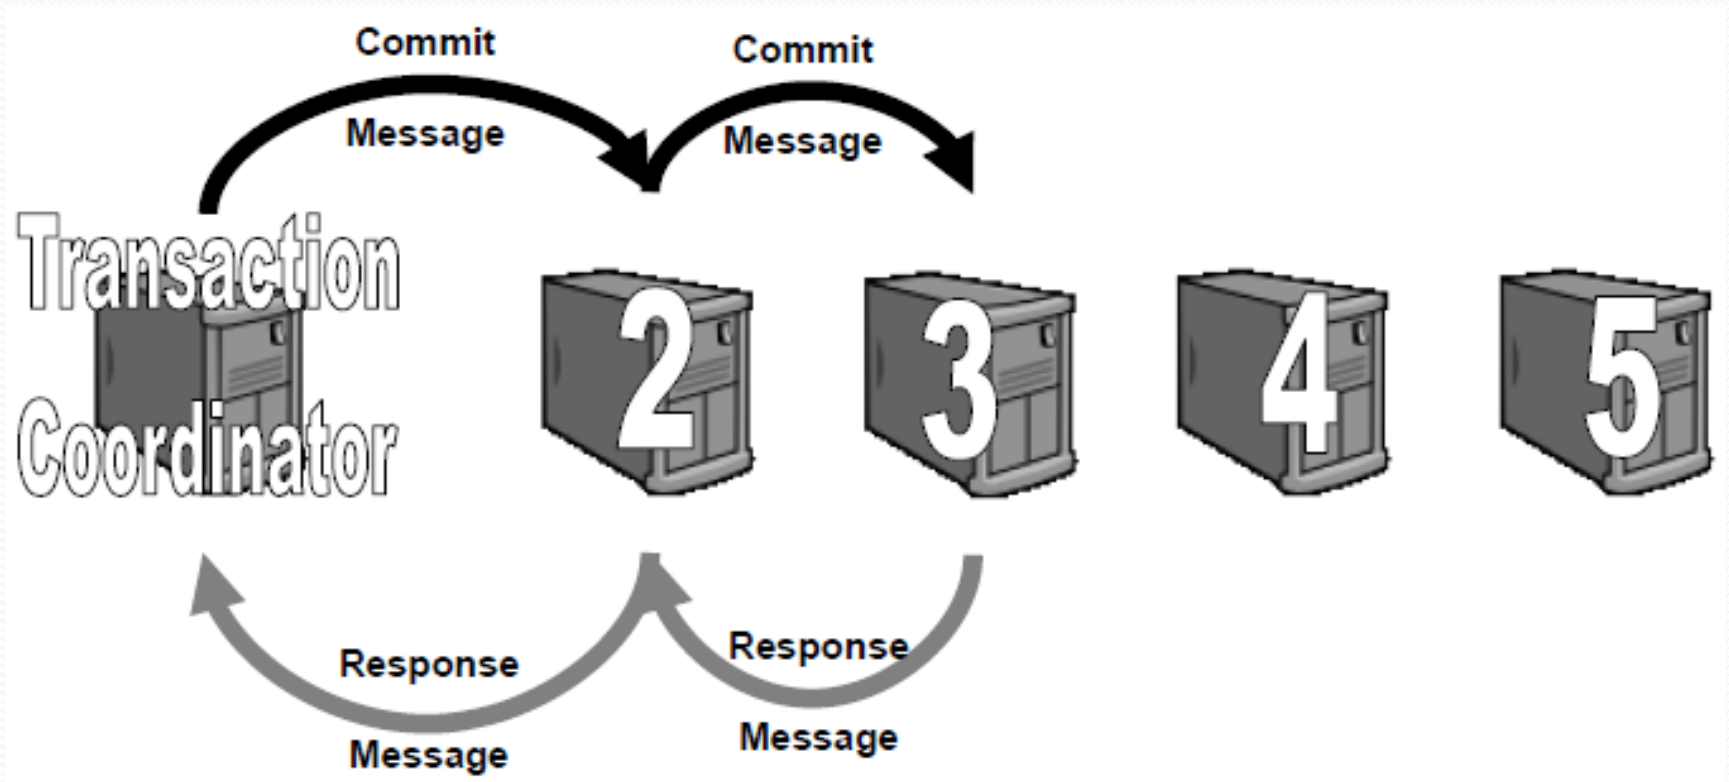 Commit
Message
Commit
Message
Transaction
Coordinator
2
3
4
5
Response
Message
Response
Message